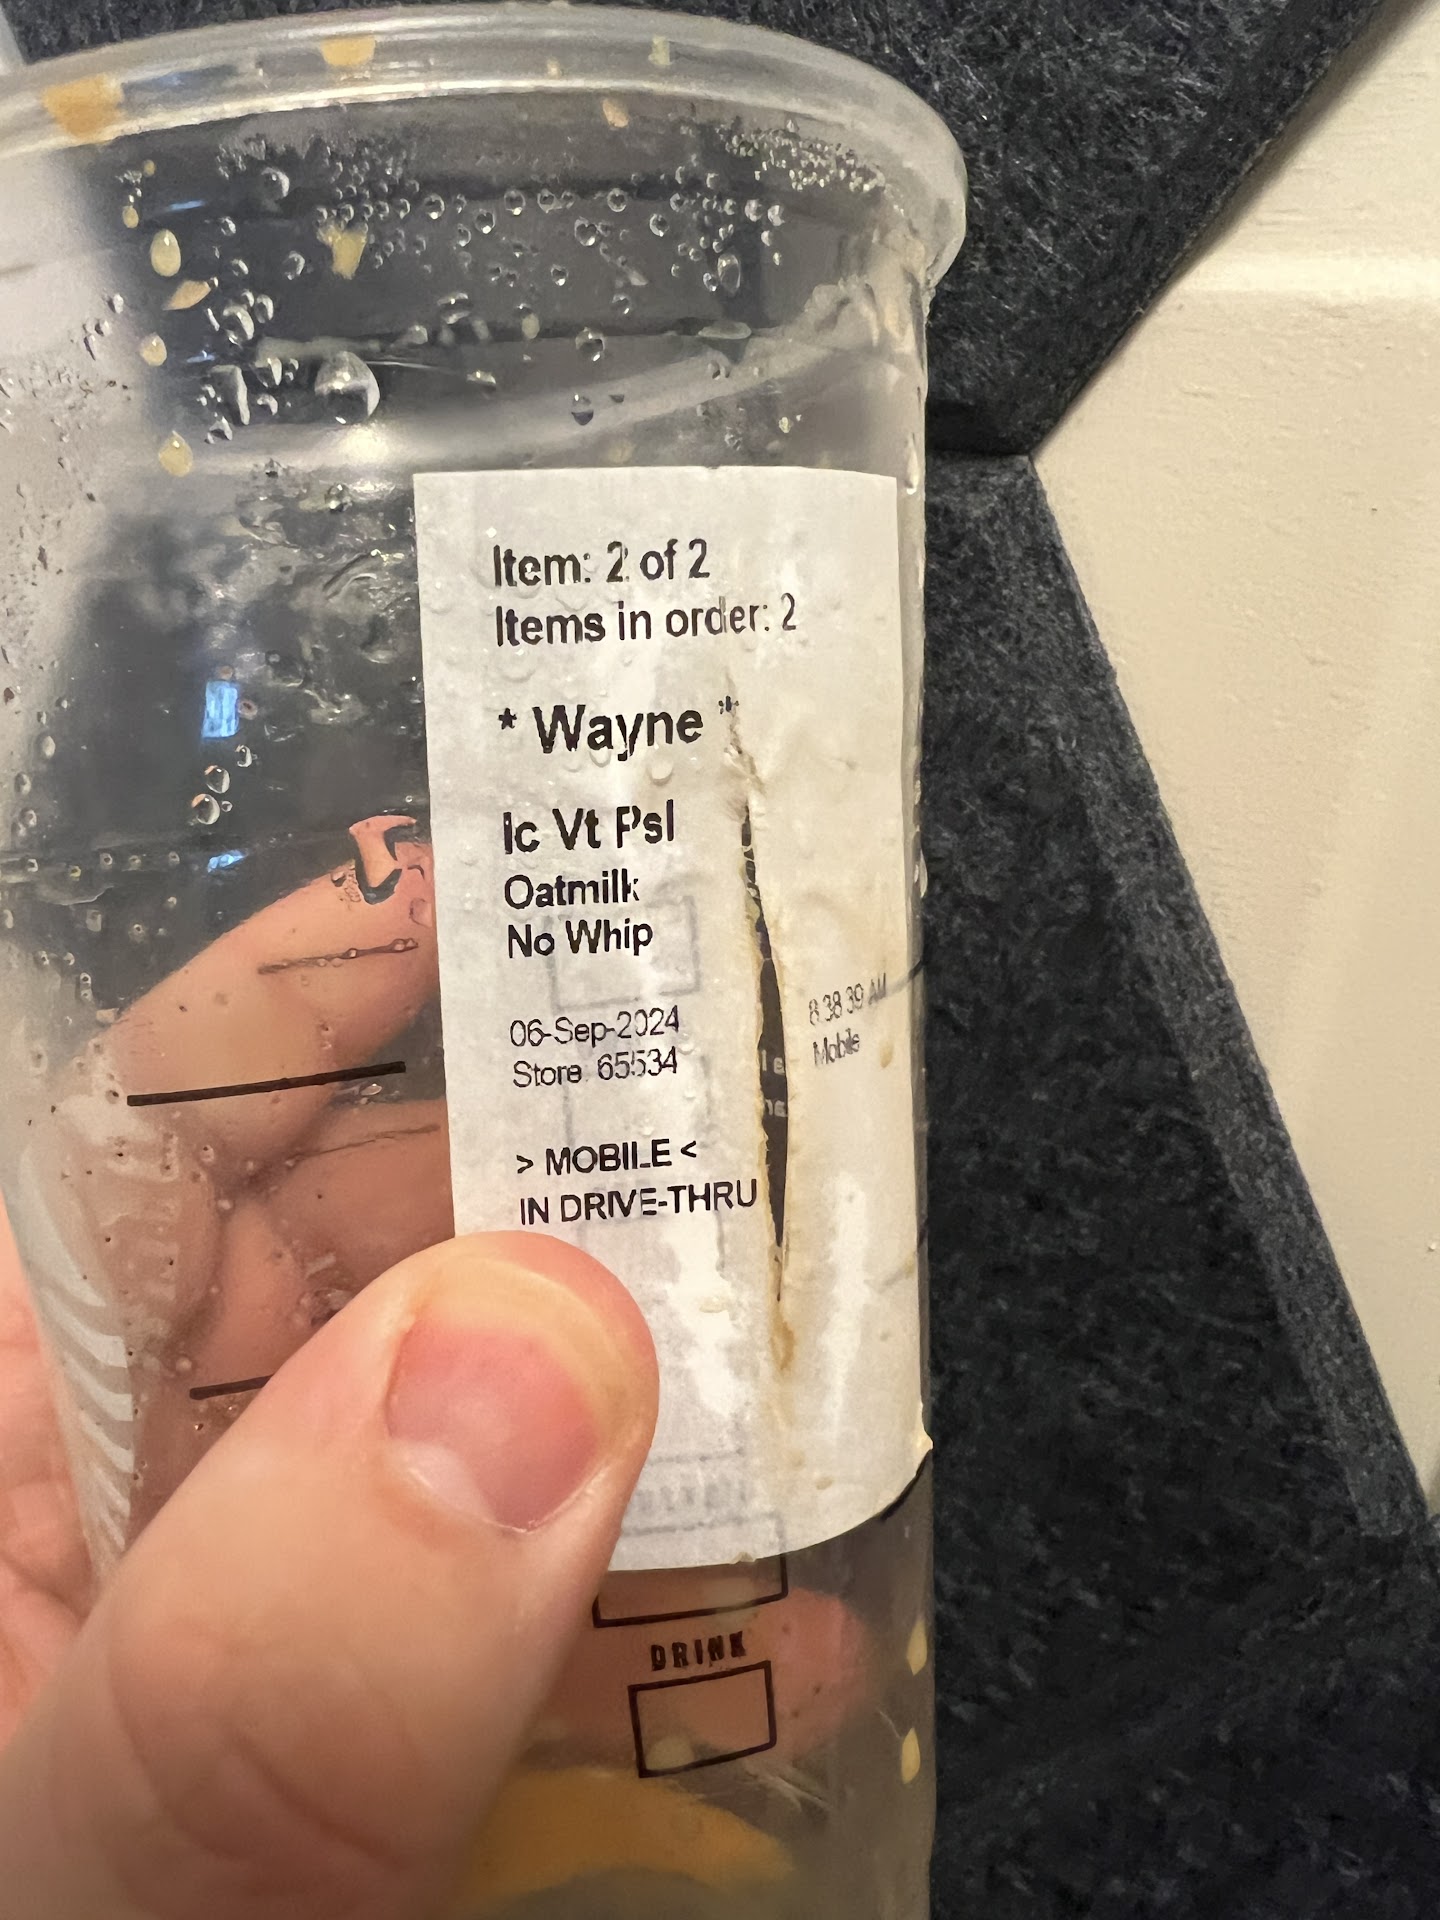 Item: 2 of 2
Items in order: 2
* Wayne *
Ic Vt Psl
Oatmilk
No Whip
06-Sep-2024 8:38:39 AM
Store: 65534 Mobile
> MOBILE <
IN DRIVE-THRU
DRINK